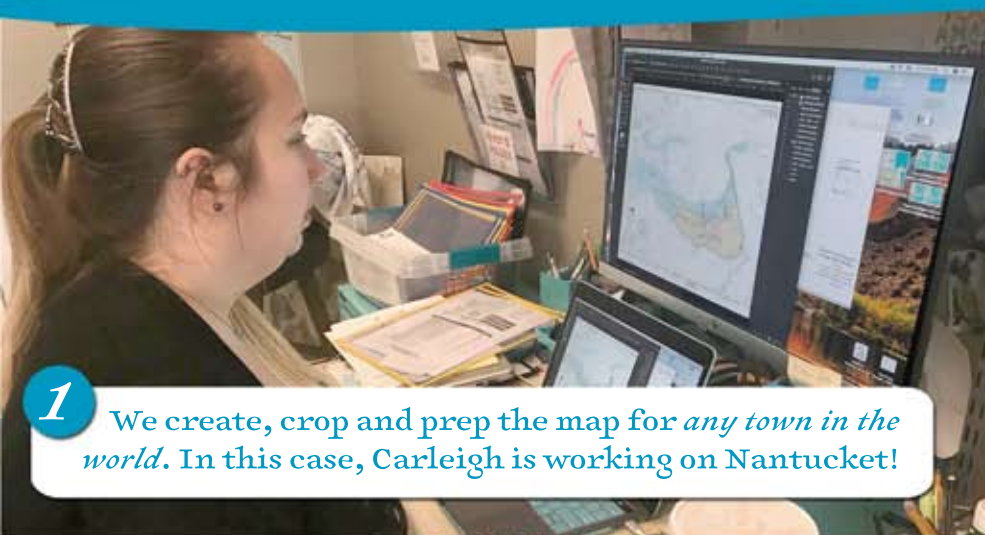 1
We create, crop and prep the map for any town in the
world. In this case, Carleigh is working on Nantucket!